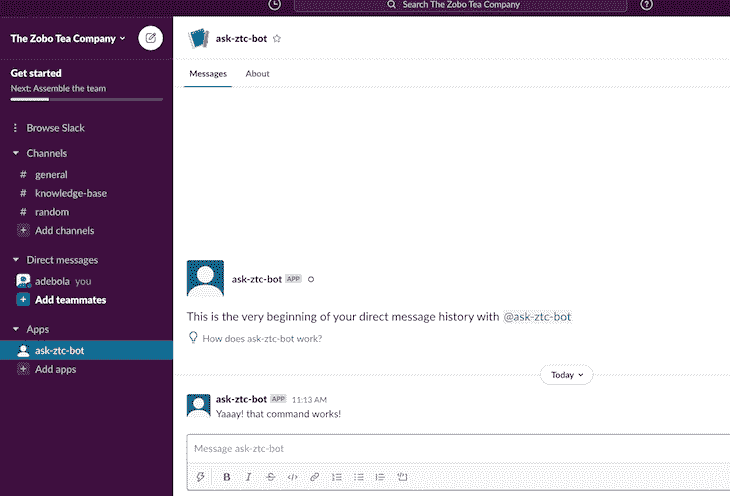 Search The Zobo Tea Company
The Zobo Tea Company
ask-ztc-bot
Get started
Next: Assemble the team
Messages About
Browse Slack
Channels
# general
# knowledge-base
# random
Add channels
Direct messages
adebola you
Add teammates
Apps
ask-ztc-bot
Add apps
ask-ztc-bot APP
This is the very beginning of your direct message history with @ask-ztc-bot
How does ask-ztc-bot work?
Today
ask-ztc-bot APP 11:13 AM
Yaaay! that command works!
Message ask-ztc-bot
B I S